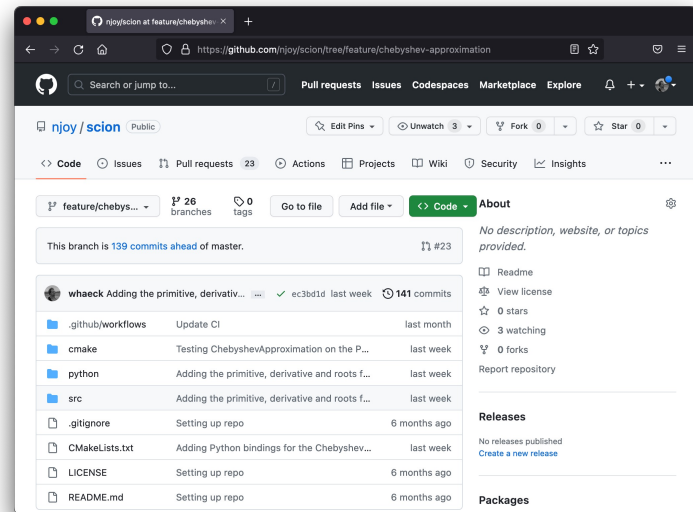 njoy/scion at feature/chebyshev
https://github.com/njoy/scion/tree/feature/chebyshev-approximation
Search or jump to... /
Pull requests Issues Codespaces Marketplace Explore
njoy / scion Public
Edit Pins Unwatch 3 Fork 0 Star 0
Code Issues Pull requests 23 Actions Projects Wiki Security Insights ...
feature/chebys... 26 branches 0 tags Go to file Add file Code
This branch is 139 commits ahead of master. #23
whaeck Adding the primitive, derivativ... ... ec3bd1d last week 141 commits
.github/workflows Update CI last month
cmake Testing ChebyshevApproximation on the P... last week
python Adding the primitive, derivative and roots f... last week
src Adding the primitive, derivative and roots f... last week
.gitignore Setting up repo 6 months ago
CMakeLists.txt Adding Python bindings for the Chebyshev... last week
LICENSE Setting up repo 6 months ago
README.md Setting up repo 6 months ago
About
No description, website, or topics
provided.
Readme
View license
0 stars
3 watching
0 forks
Report repository
Releases
No releases published
Create a new release
Packages